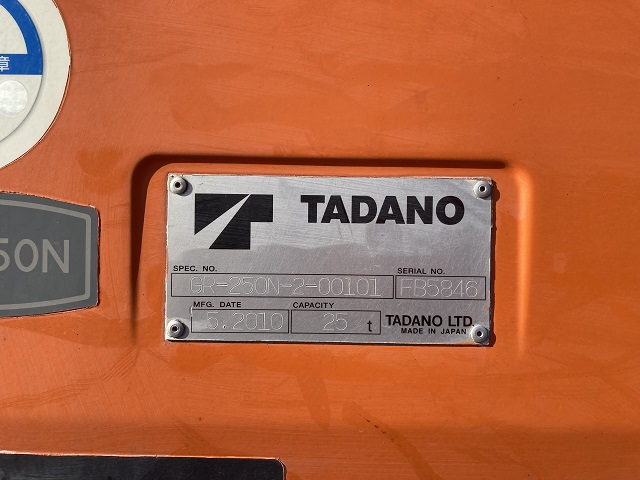 TADANO
SPEC. NO.
GR-250N-2-00101
SERIAL NO.
FB5846
MFG. DATE
5.2010
CAPACITY
25 t
TADANO LTD.
MADE IN JAPAN
50N